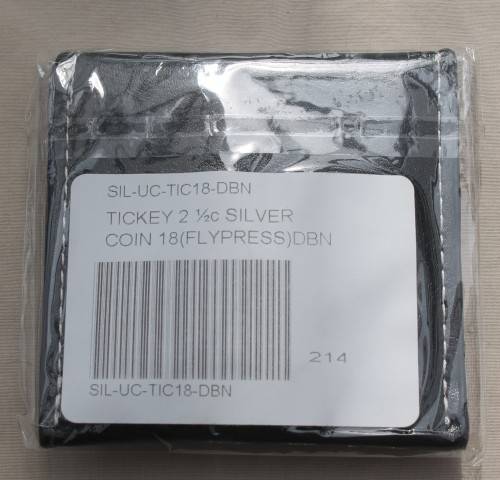 SIL-UC-TIC18-DBN
TICKEY 2 ½c SILVER
COIN 18(FLYPRESS)DBN
214
SIL-UC-TIC18-DBN